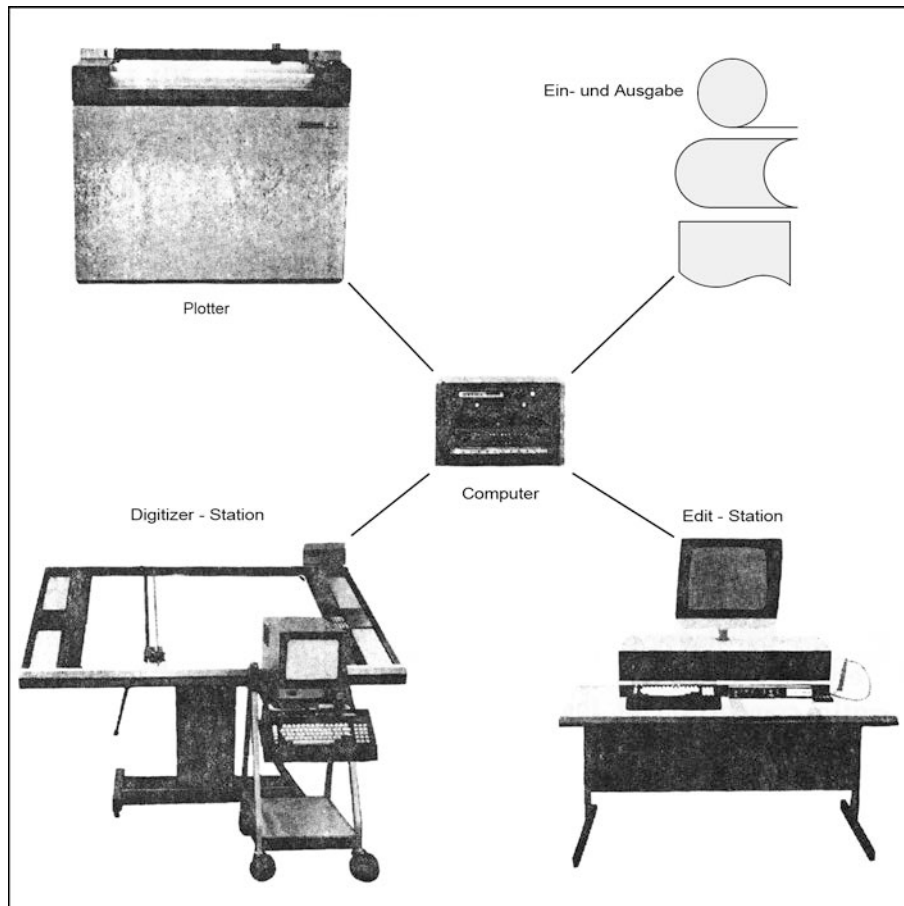 Ein- und Ausgabe
Plotter
Computer
Digitizer - Station
Edit - Station